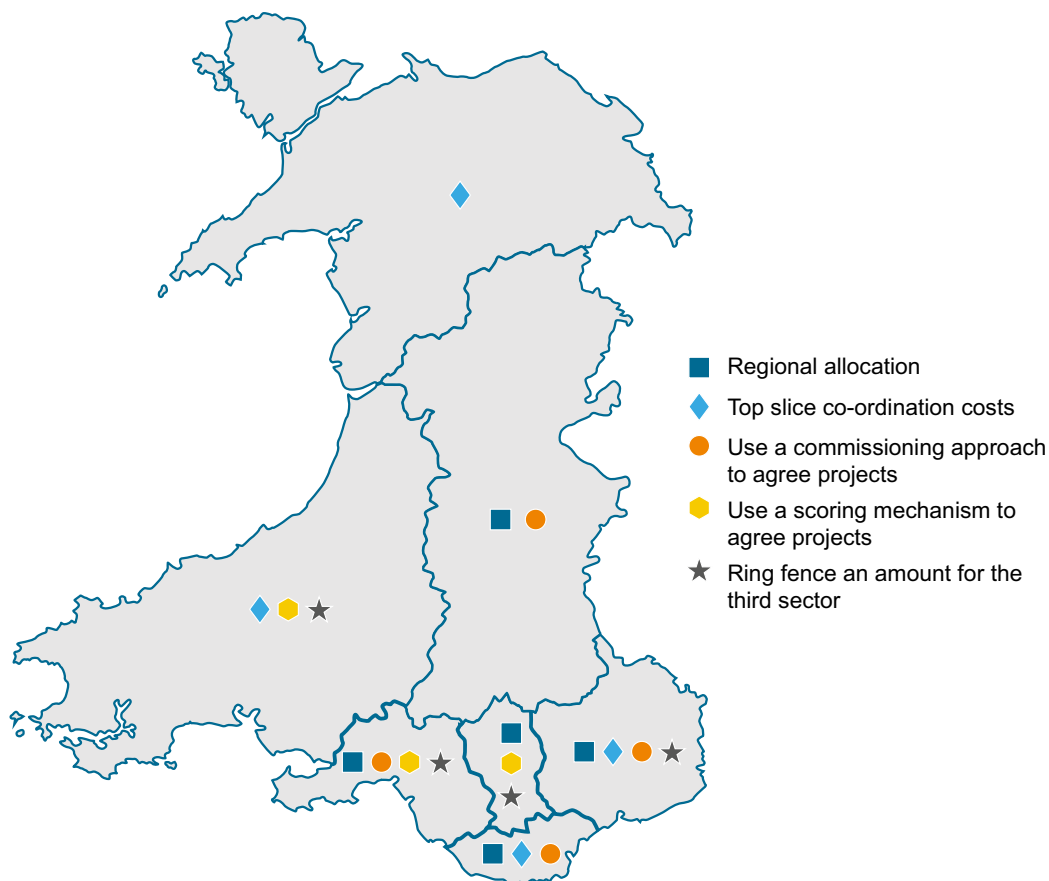 Regional allocation
Top slice co-ordination costs
Use a commissioning approach
to agree projects
Use a scoring mechanism to
agree projects
Ring fence an amount for the
third sector